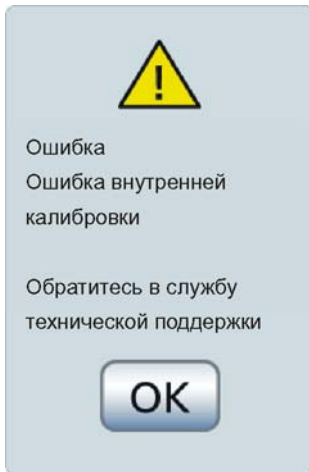 Ошибка
Ошибка внутренней
калибровки
Обратитесь в службу
технической поддержки
OK